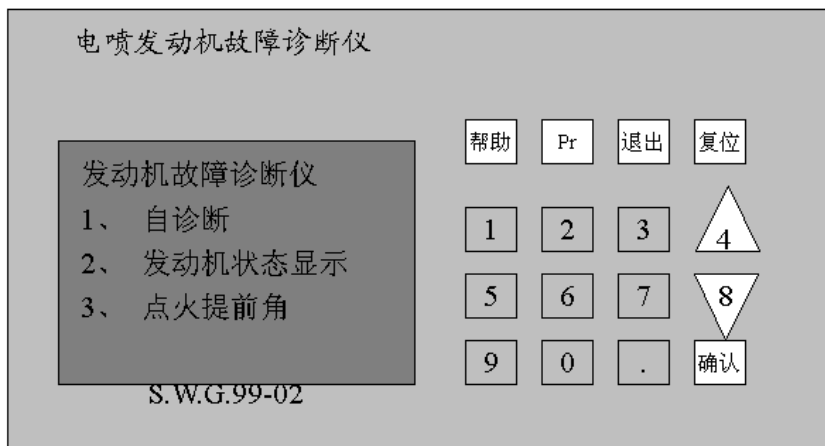 电喷发动机故障诊断仪
发动机故障诊断仪
1、 自诊断
2、 发动机状态显示
3、 点火提前角
S.W.G.99-02
帮助 Pr 退出 复位
1 2 3 4
5 6 7 8
9 0 . 确认